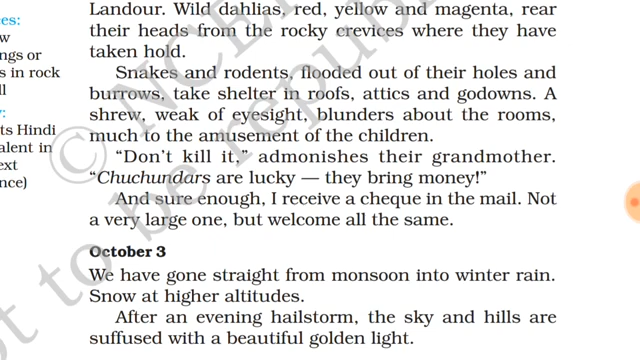 Landour. Wild dahlias, red, yellow and magenta, rear
their heads from the rocky crevices where they have
taken hold.
Snakes and rodents, flooded out of their holes and
burrows, take shelter in roofs, attics and godowns. A
shrew, weak of eyesight, blunders about the rooms,
much to the amusement of the children.
“Don’t kill it,” admonishes their grandmother.
“Chuchundars are lucky — they bring money!”
And sure enough, I receive a cheque in the mail. Not
a very large one, but welcome all the same.
October 3
We have gone straight from monsoon into winter rain.
Snow at higher altitudes.
After an evening hailstorm, the sky and hills are
suffused with a beautiful golden light.
ngs or
s in rock
ts Hindi
alent in
ext
nce)
not to be republi
© NCE